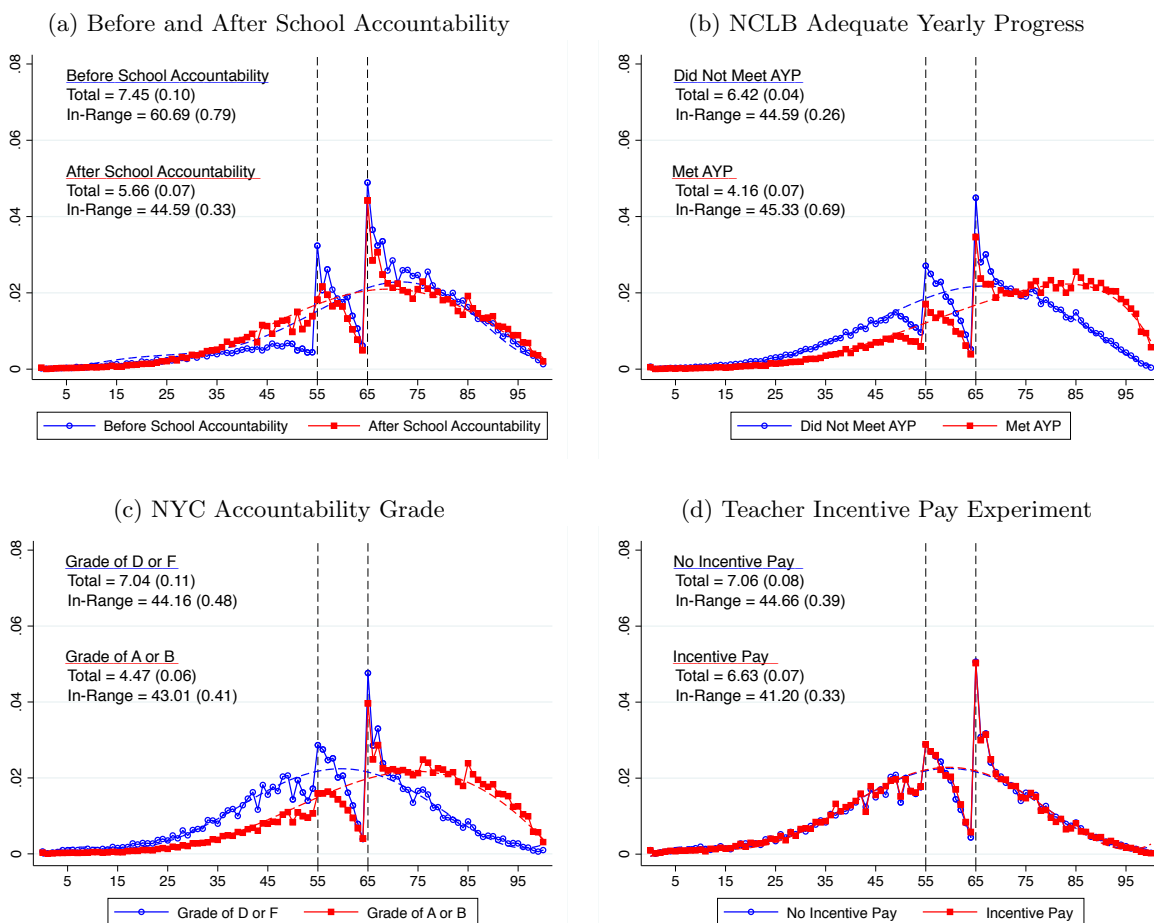 (a) Before and After School Accountability
.08
.06
.04
.02
0
Before School Accountability
Total = 7.45 (0.10)
In-Range = 60.69 (0.79)
After School Accountability
Total = 5.66 (0.07)
In-Range = 44.59 (0.33)
5 15 25 35 45 55 65 75 85 95
Before School Accountability After School Accountability
(b) NCLB Adequate Yearly Progress
.08
.06
.04
.02
0
Did Not Meet AYP
Total = 6.42 (0.04)
In-Range = 44.59 (0.26)
Met AYP
Total = 4.16 (0.07)
In-Range = 45.33 (0.69)
5 15 25 35 45 55 65 75 85 95
Did Not Meet AYP Met AYP
(c) NYC Accountability Grade
.08
.06
.04
.02
0
Grade of D or F
Total = 7.04 (0.11)
In-Range = 44.16 (0.48)
Grade of A or B
Total = 4.47 (0.06)
In-Range = 43.01 (0.41)
5 15 25 35 45 55 65 75 85 95
Grade of D or F Grade of A or B
(d) Teacher Incentive Pay Experiment
.08
.06
.04
.02
0
No Incentive Pay
Total = 7.06 (0.08)
In-Range = 44.66 (0.39)
Incentive Pay
Total = 6.63 (0.07)
In-Range = 41.20 (0.33)
5 15 25 35 45 55 65 75 85 95
No Incentive Pay Incentive Pay